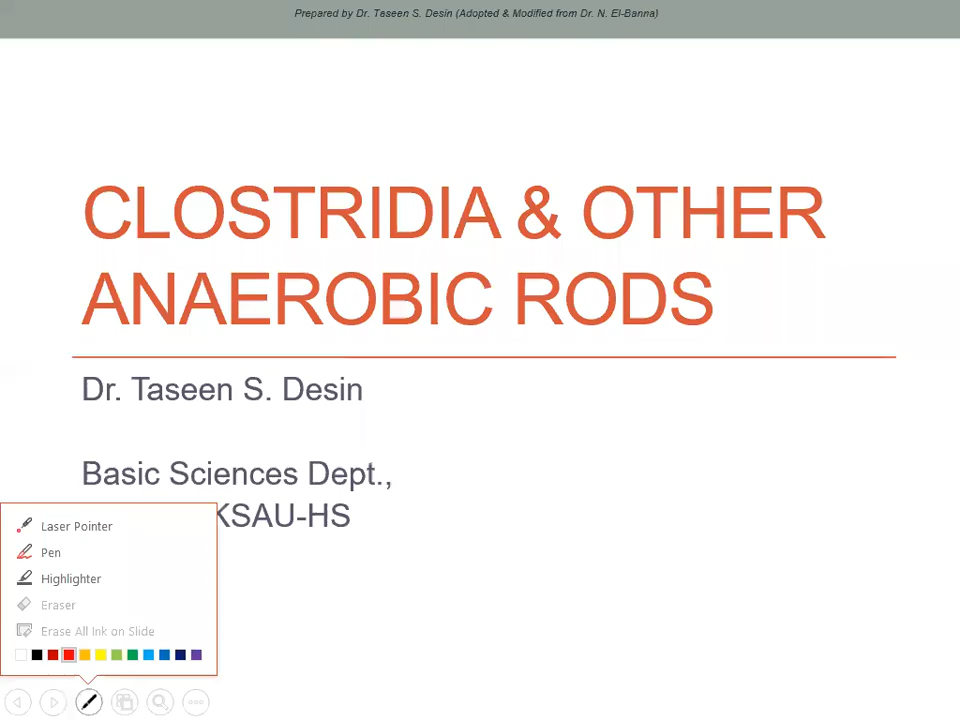 Prepared by Dr. Taseen S. Desin (Adopted & Modified from Dr. N. El-Banna)
CLOSTRIDIA & OTHER
ANAEROBIC RODS
Dr. Taseen S. Desin
Basic Sciences Dept.,
KSAU-HS
Laser Pointer
Pen
Highlighter
Eraser
Erase All Ink on Slide